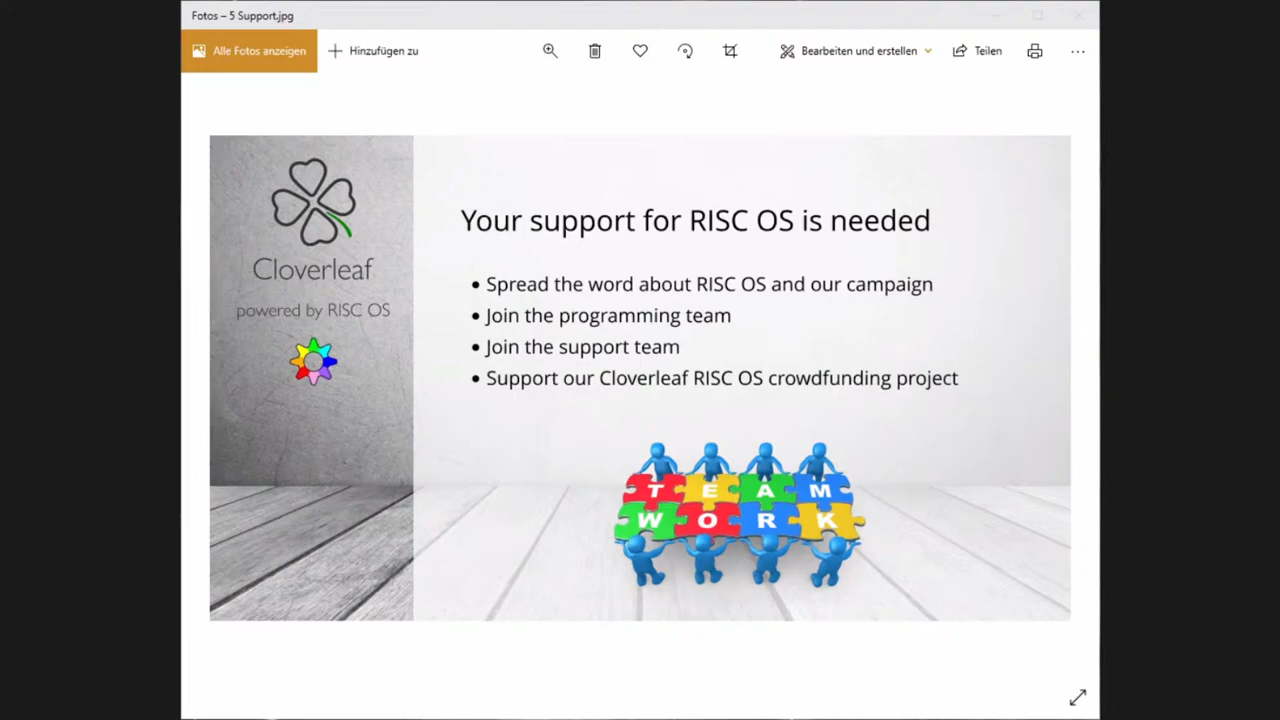 Fotos – 5 Support.jpg
Alle Fotos anzeigen
Hinzufügen zu
Bearbeiten und erstellen
Teilen
Cloverleaf
powered by RISC OS
Your support for RISC OS is needed
• Spread the word about RISC OS and our campaign
• Join the programming team
• Join the support team
• Support our Cloverleaf RISC OS crowdfunding project
TEAM
WORK